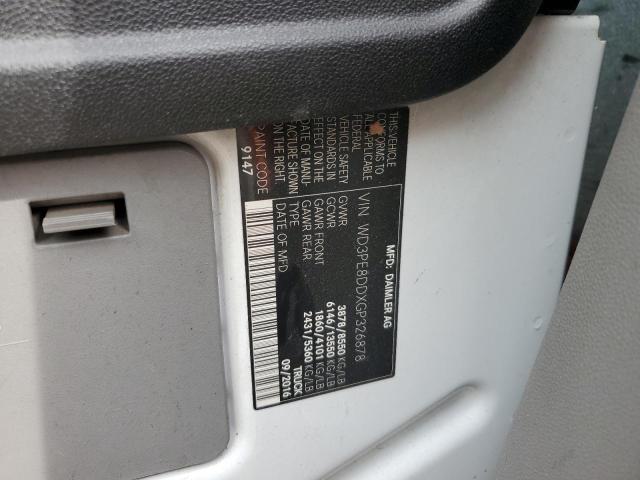 MFD: DAIMLER AG
VIN WD3PE8DDXGP326878
GVWR 3878/8550 KG/LB
GCWR 6146/13550 KG/LB
GAWR FRONT 1860/4101 KG/LB
GAWR REAR 2431/5360 KG/LB
TYPE TRUCK
DATE OF MFD 09/2016
THIS VEHICLE
CONFORMS TO
ALL APPLICABLE
FEDERAL
VEHICLE SAFETY
STANDARDS IN
EFFECT ON THE
DATE OF MANU-
FACTURE SHOWN
ON THE RIGHT.
PAINT CODE
9147